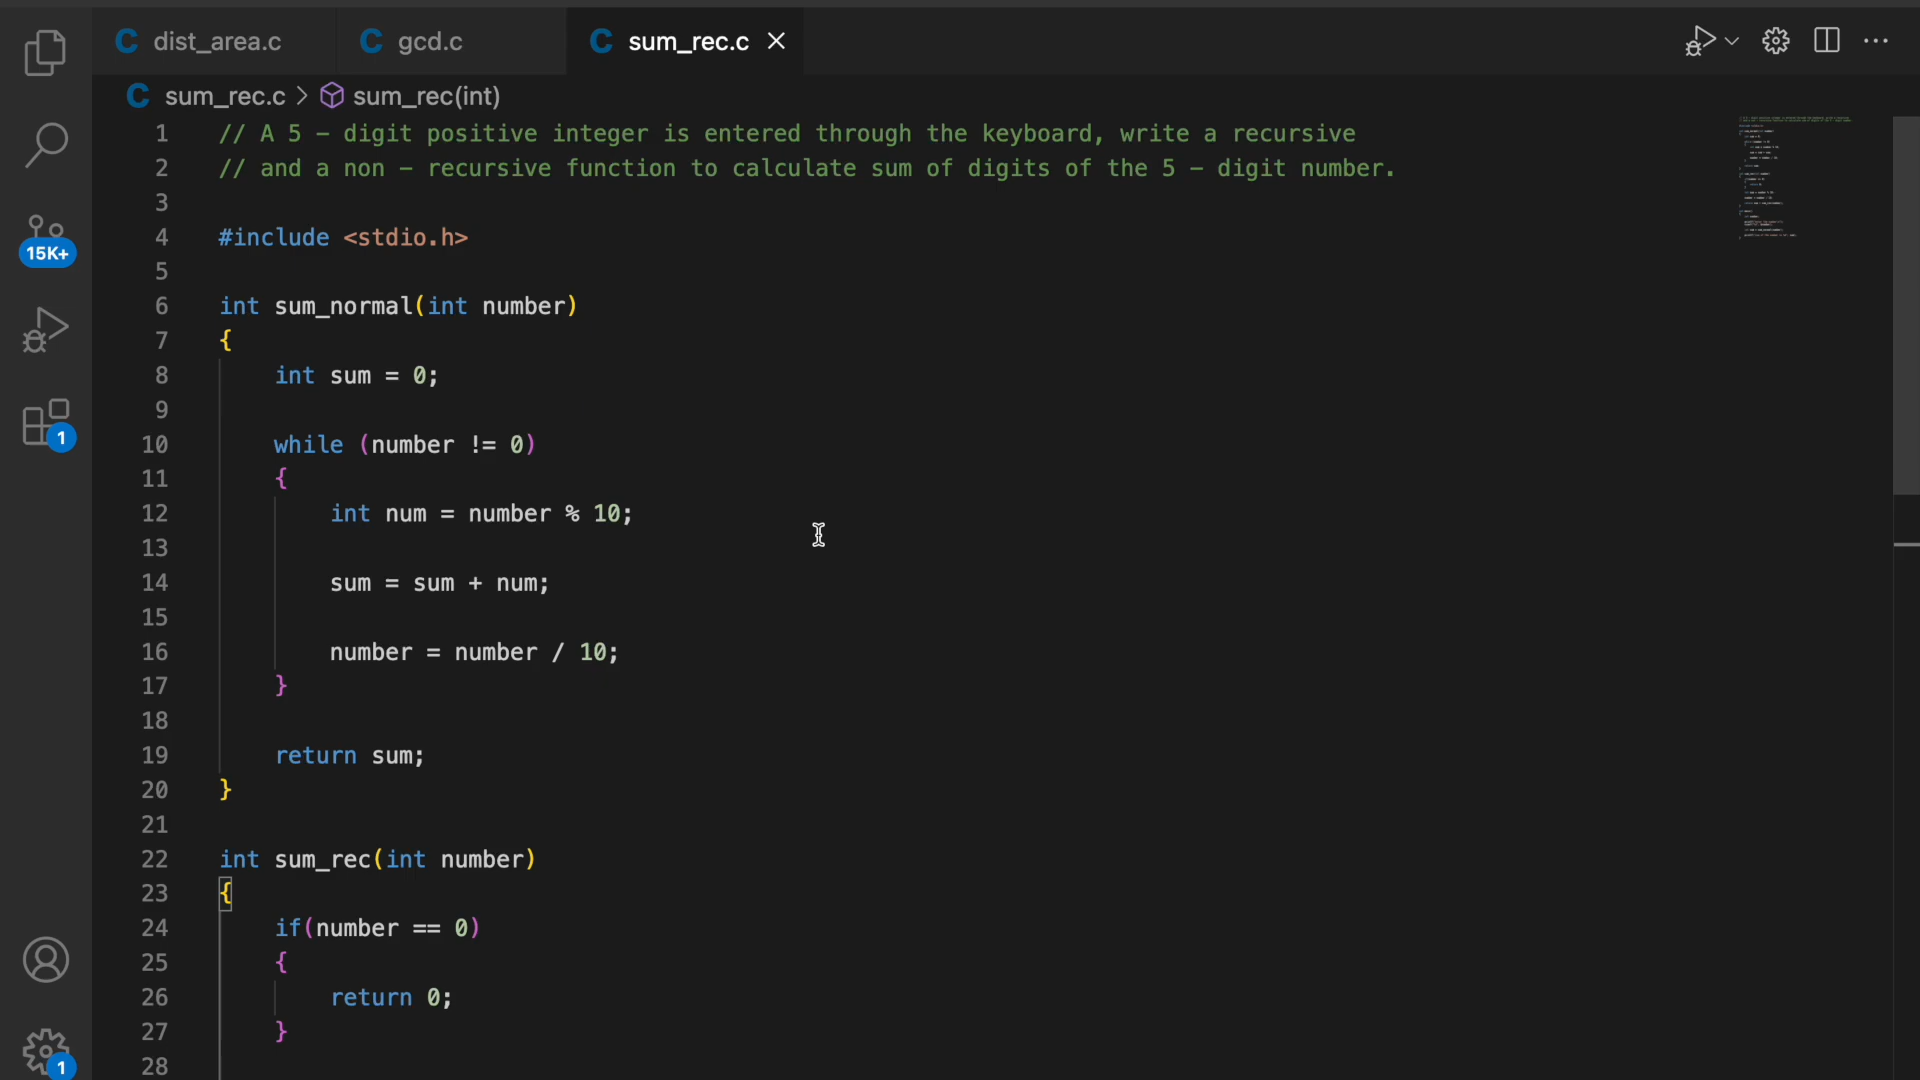 C dist_area.c
C gcd.c
C sum_rec.c
C sum_rec.c > sum_rec(int)
1 // A 5 – digit positive integer is entered through the keyboard, write a recursive
2 // and a non – recursive function to calculate sum of digits of the 5 – digit number.
3
4 #include <stdio.h>
5
6 int sum_normal(int number)
7 {
8 int sum = 0;
9
10 while (number != 0)
11 {
12 int num = number % 10;
13
14 sum = sum + num;
15
16 number = number / 10;
17 }
18
19 return sum;
20 }
21
22 int sum_rec(int number)
23 {
24 if(number == 0)
25 {
26 return 0;
27 }
28
15K+
1
1